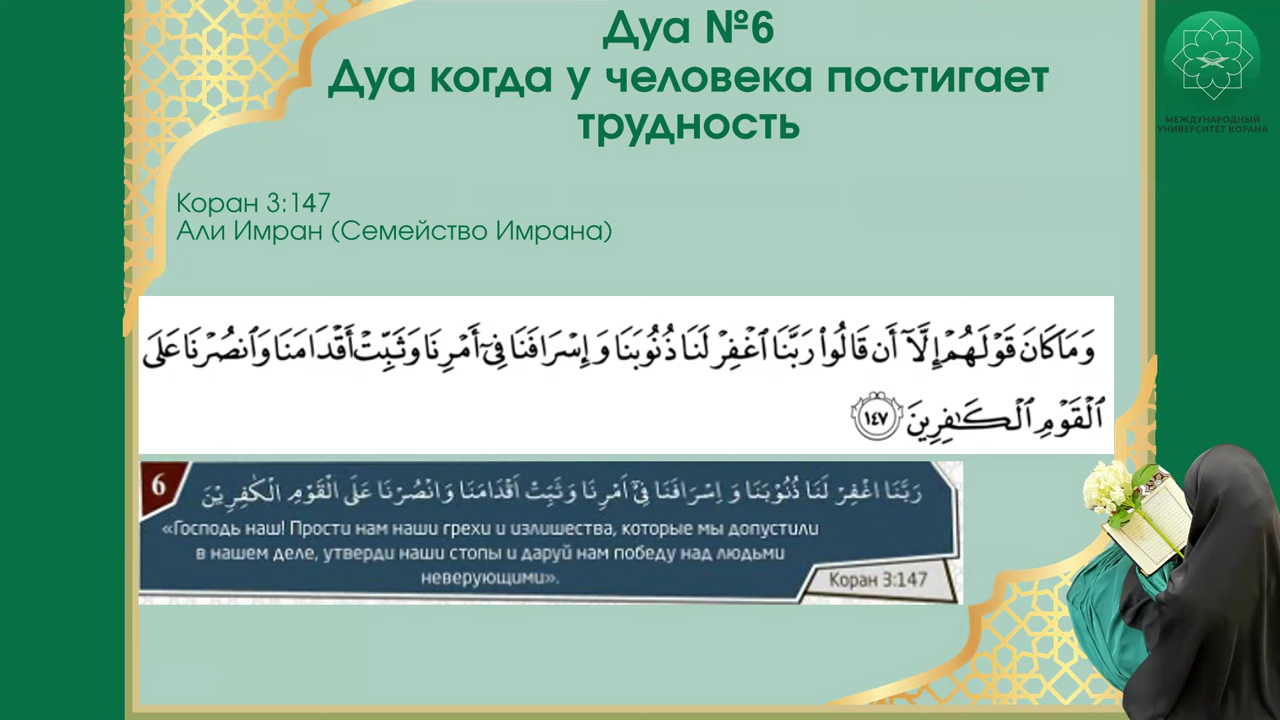 Дуа №6
Дуа когда у человека постигает
трудность
МЕЖДУНАРОДНЫЙ
УНИВЕРСИТЕТ КОРАНА
Коран 3:147
Али Имран (Семейство Имрана)
وَمَا كَانَ قَوْلَهُمْ إِلَّآ أَن قَالُوا۟ رَبَّنَا ٱغْفِرْ لَنَا ذُنُوبَنَا وَإِسْرَافَنَا فِىٓ أَمْرِنَا وَثَبِّتْ أَقْدَامَنَا وَٱنصُرْنَا عَلَى
ٱلْقَوْمِ ٱلْكَـٰفِرِينَ ١٤٧
6
رَبَّنَا اغْفِرْ لَنَا ذُنُوْبَنَا وَ اِسْرَافَنَا فِيْٓ اَمْرِنَا وَ ثَبِّتْ اَقْدَامَنَا وَانْصُرْنَا عَلَى الْقَوْمِ الْكٰفِرِيْنَ
«Господь наш! Прости нам наши грехи и излишества, которые мы допустили
в нашем деле, утверди наши стопы и даруй нам победу над людьми
неверующими».
Коран 3:147